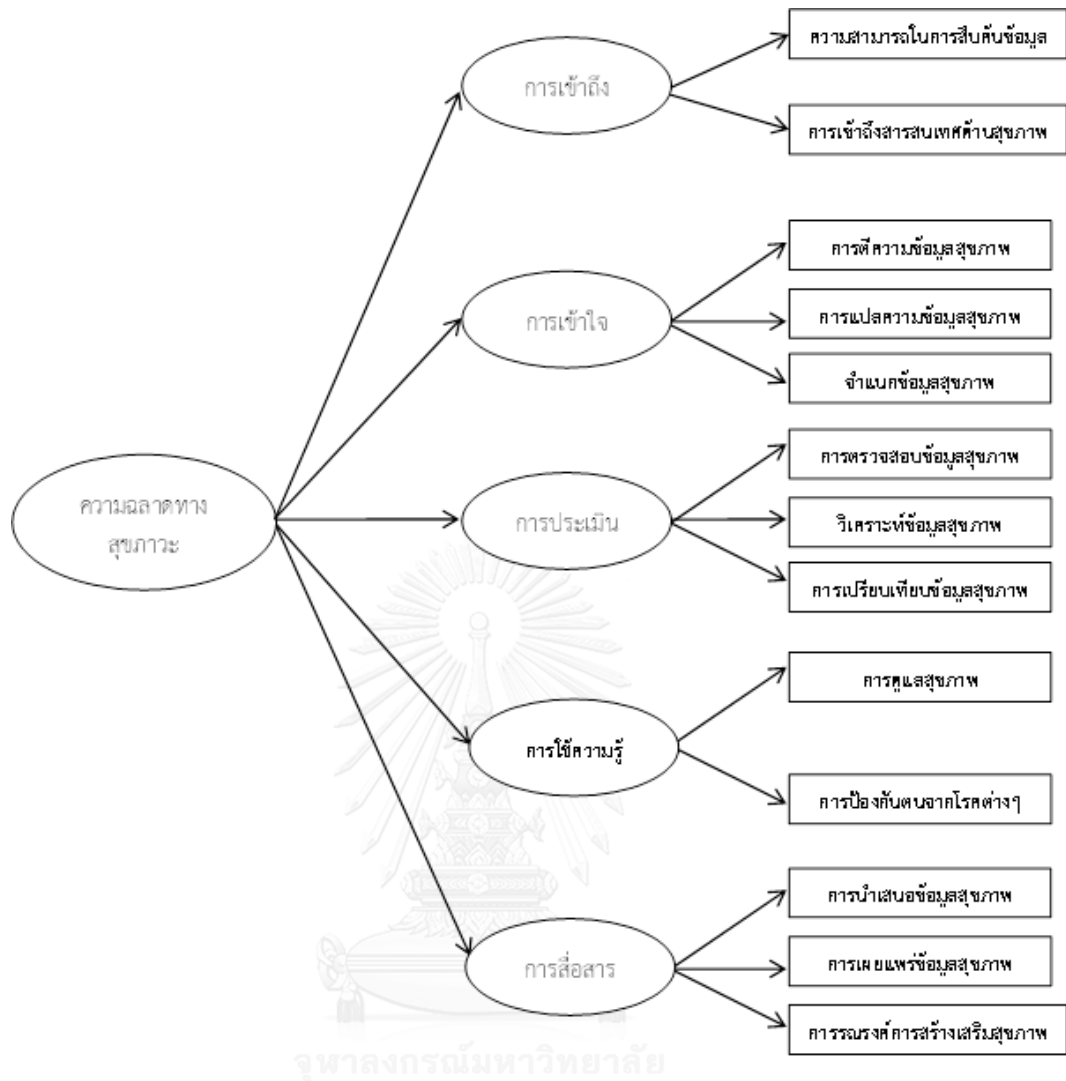 ความสามารถในการสืบค้นข้อมูล
การเข้าถึง
การเข้าถึงสารสนเทศด้านสุขภาพ
การตีความข้อมูลสุขภาพ
การเข้าใจ
การแปลความข้อมูลสุขภาพ
จำแนกข้อมูลสุขภาพ
การตรวจสอบข้อมูลสุขภาพ
ความฉลาดทาง
สุขภาวะ
การประเมิน
วิเคราะห์ข้อมูลสุขภาพ
การเปรียบเทียบข้อมูลสุขภาพ
การดูแลสุขภาพ
การใช้ความรู้
การป้องกันตนจากโรคต่างๆ
การนำเสนอข้อมูลสุขภาพ
การสื่อสาร
การเผยแพร่ข้อมูลสุขภาพ
การรณรงค์การสร้างเสริมสุขภาพ
จุฬาลงกรณ์มหาวิทยาลัย